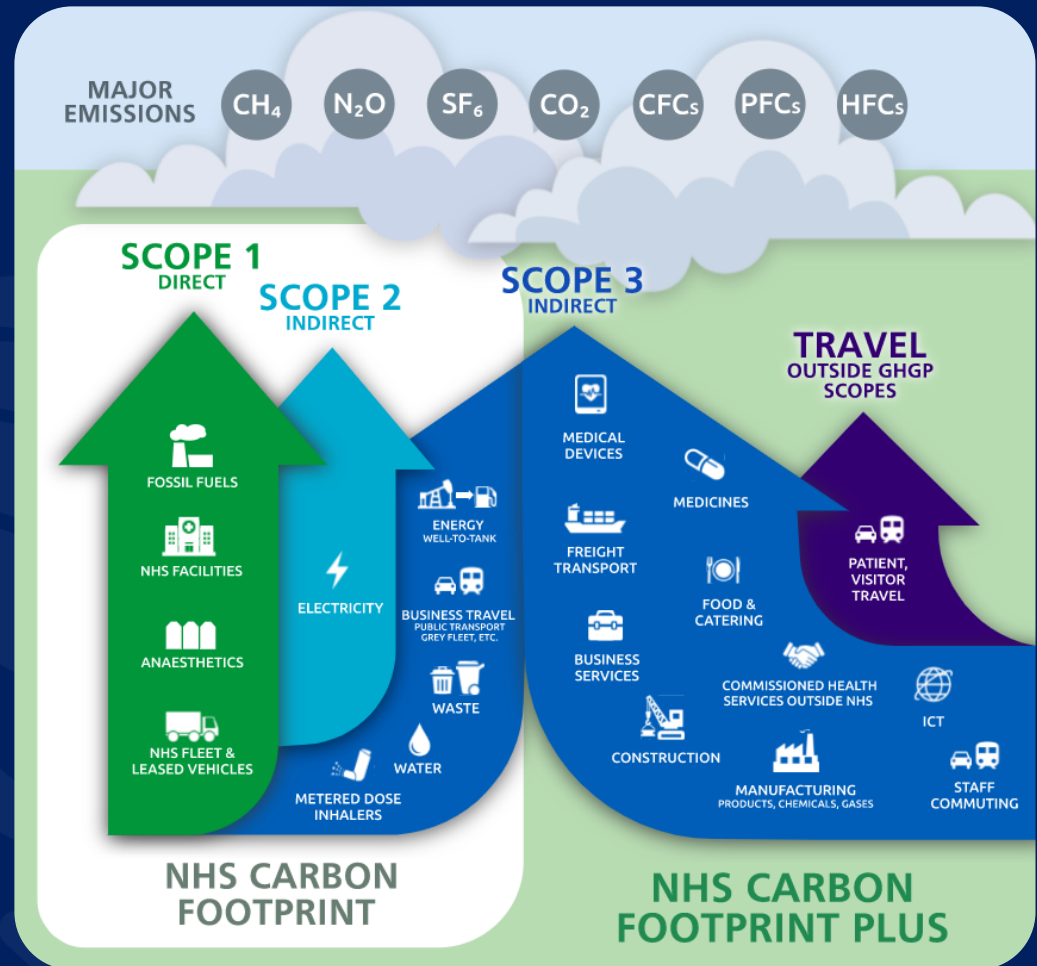 MAJOR
EMISSIONS
CH₄
N₂O
SF₆
CO₂
CFCs
PFCs
HFCs
SCOPE 1
DIRECT
FOSSIL FUELS
NHS FACILITIES
ANAESTHETICS
NHS FLEET &
LEASED VEHICLES
SCOPE 2
INDIRECT
ELECTRICITY
SCOPE 3
INDIRECT
ENERGY
WELL-TO-TANK
BUSINESS TRAVEL
PUBLIC TRANSPORT
GREY FLEET, ETC.
WASTE
WATER
METERED DOSE
INHALERS
MEDICAL
DEVICES
MEDICINES
FREIGHT
TRANSPORT
FOOD &
CATERING
BUSINESS
SERVICES
COMMISSIONED HEALTH
SERVICES OUTSIDE NHS
ICT
CONSTRUCTION
MANUFACTURING
PRODUCTS, CHEMICALS, GASES
STAFF
COMMUTING
TRAVEL
OUTSIDE GHGP
SCOPES
PATIENT,
VISITOR
TRAVEL
NHS CARBON
FOOTPRINT
NHS CARBON
FOOTPRINT PLUS